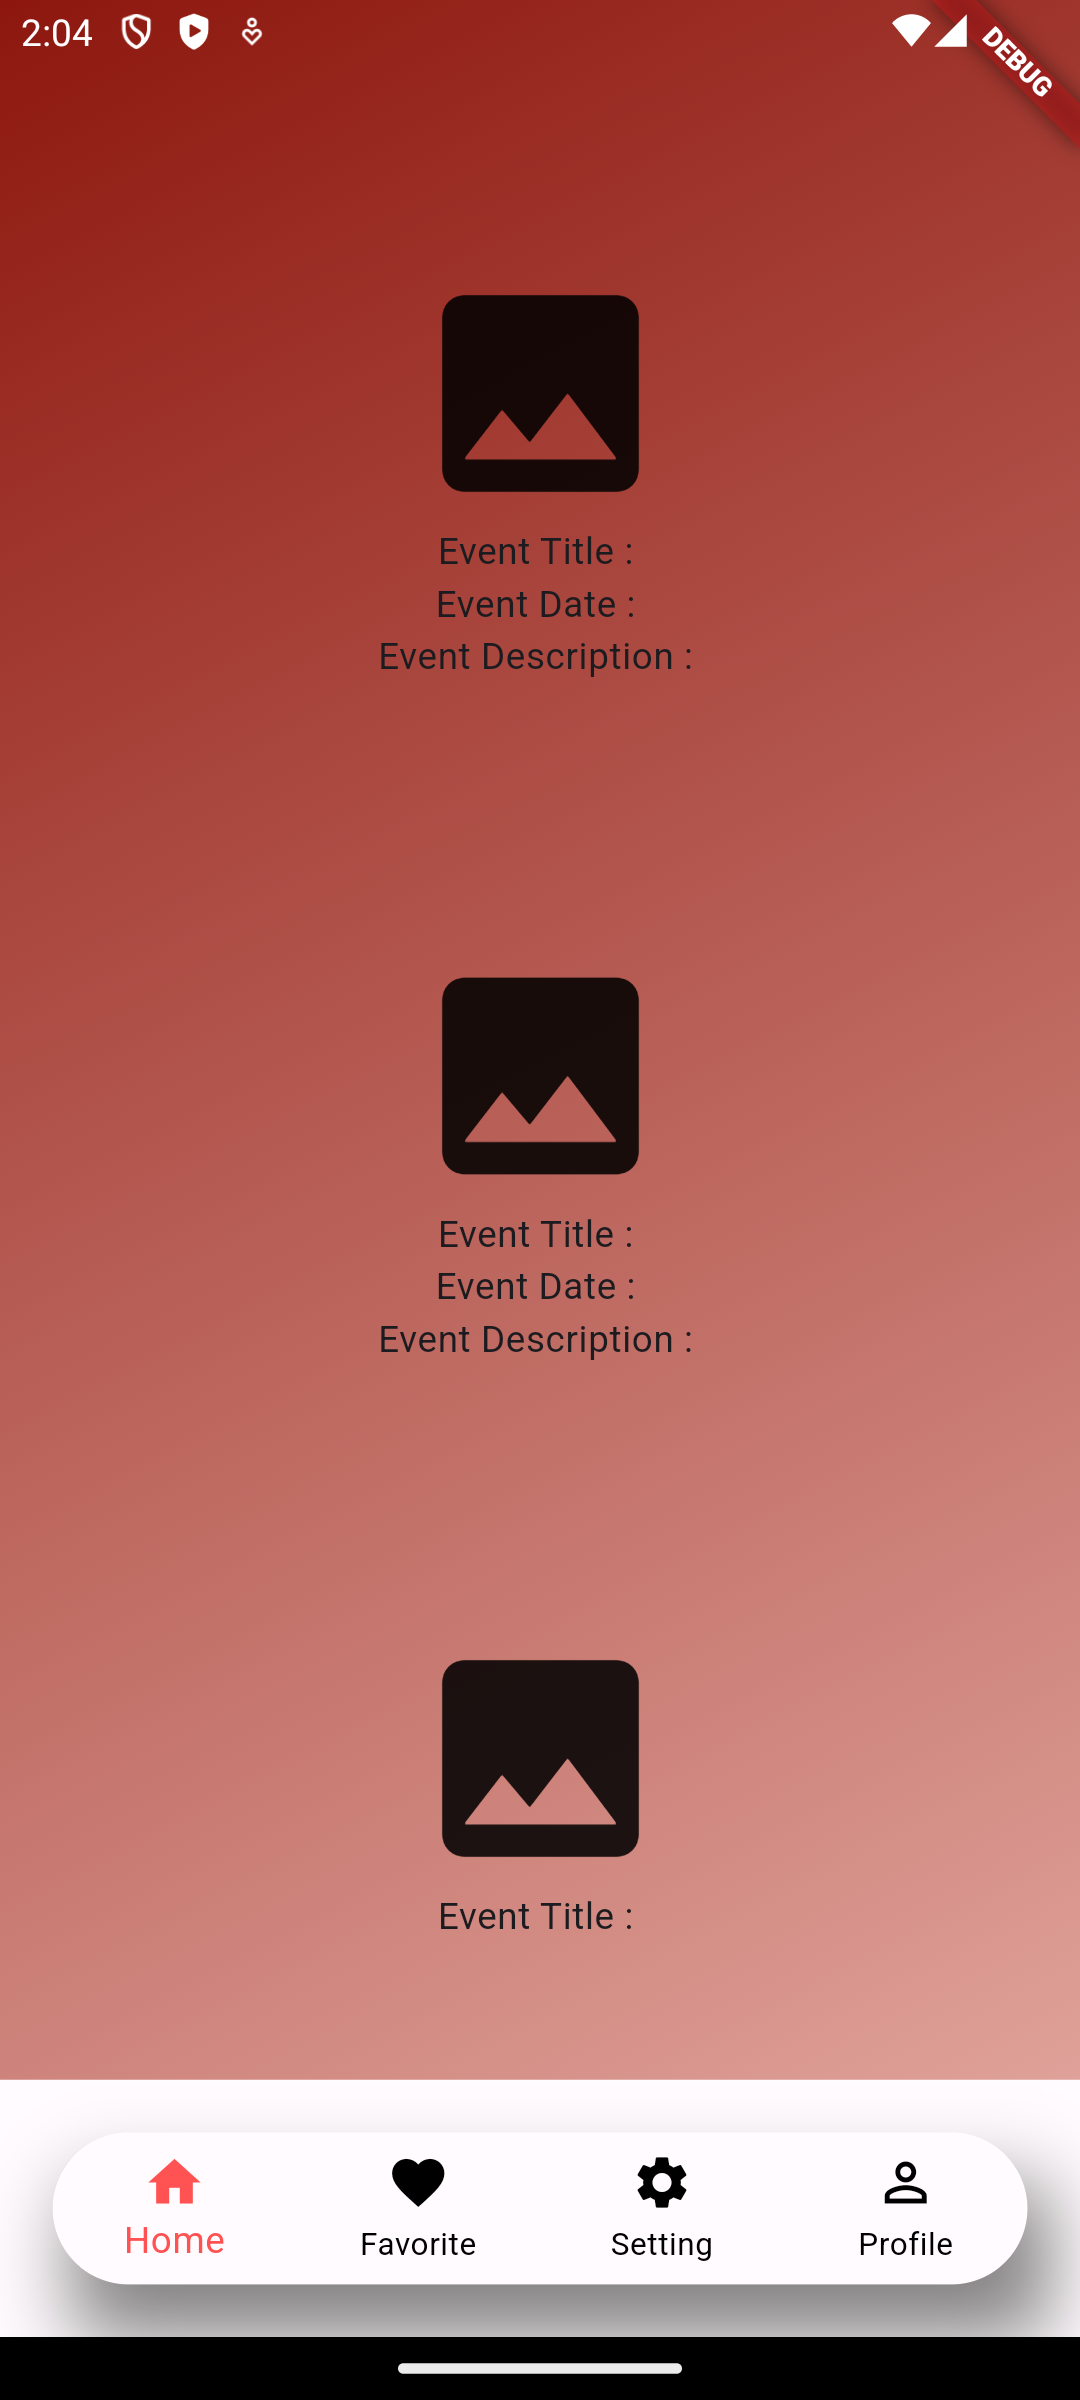 2:04
DEBUG
Event Title :
Event Date :
Event Description :
Event Title :
Event Date :
Event Description :
Event Title :
Home
Favorite
Setting
Profile